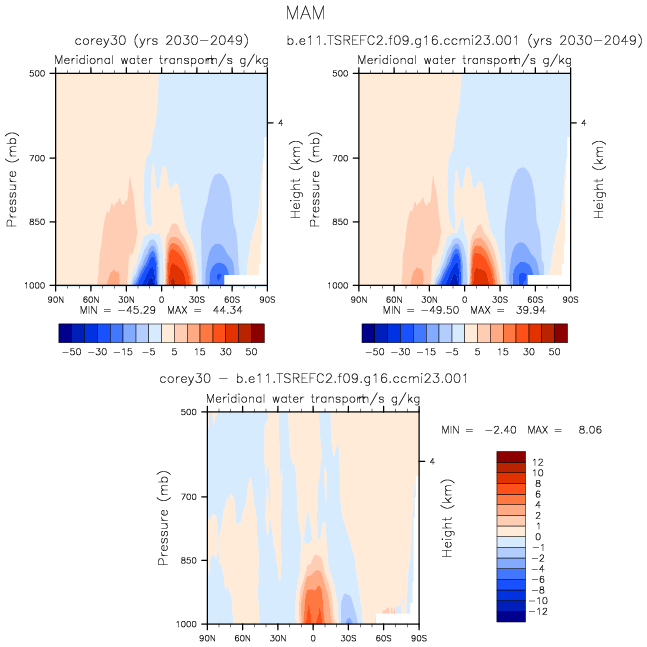 MAM
corey30 (yrs 2030-2049)
Meridional water transport m/s g/kg
500
700
850
1000
Pressure (mb)
4
Height (km)
90N 60N 30N 0 30S 60S 90S
MIN = -45.29 MAX = 44.34
-50 -30 -15 -5 5 15 30 50
b.e11.TSREFC2.f09.g16.ccmi23.001 (yrs 2030-2049)
Meridional water transport m/s g/kg
500
700
850
1000
Pressure (mb)
4
Height (km)
90N 60N 30N 0 30S 60S 90S
MIN = -49.50 MAX = 39.94
-50 -30 -15 -5 5 15 30 50
corey30 - b.e11.TSREFC2.f09.g16.ccmi23.001
Meridional water transport m/s g/kg
500
700
850
1000
Pressure (mb)
4
Height (km)
90N 60N 30N 0 30S 60S 90S
MIN = -2.40 MAX = 8.06
12
10
8
6
4
2
1
0
-1
-2
-4
-6
-8
-10
-12